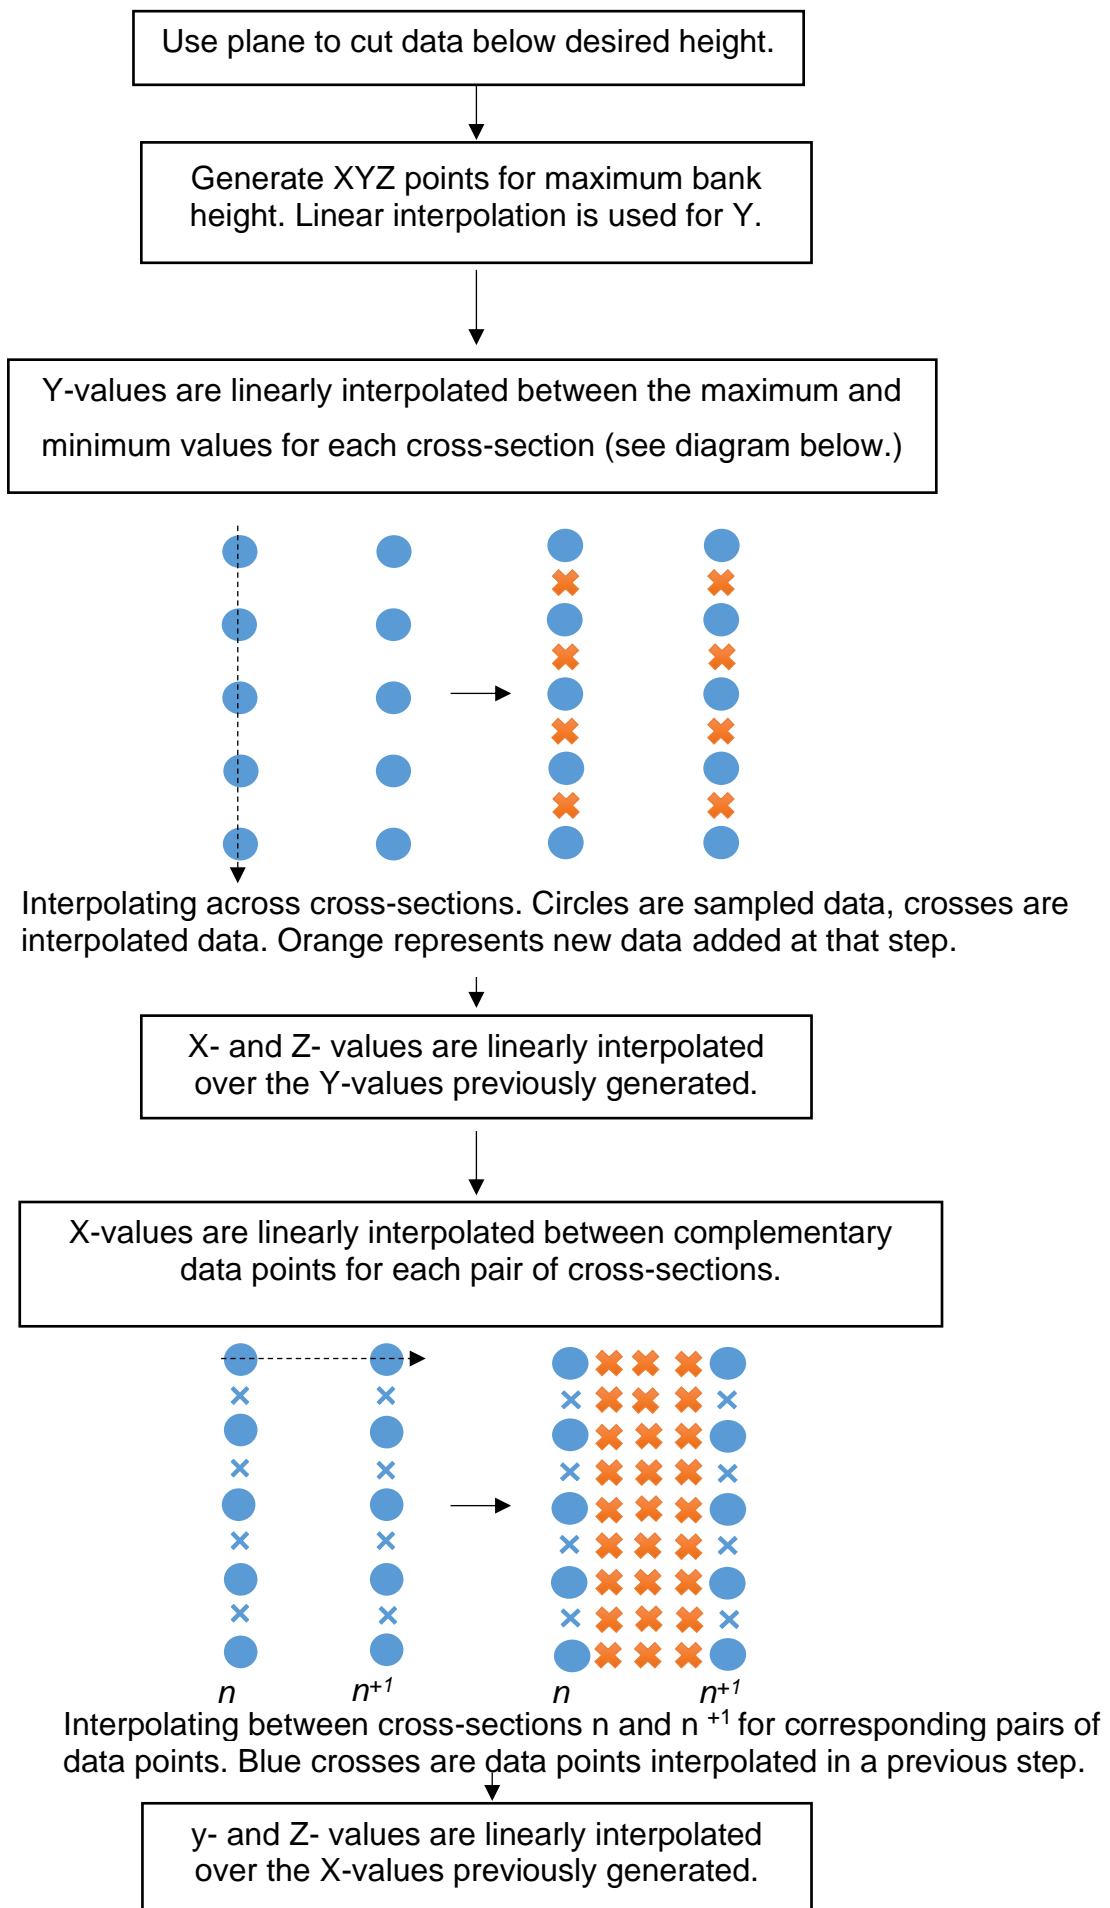 Use plane to cut data below desired height.
Generate XYZ points for maximum bank
height. Linear interpolation is used for Y.
Y-values are linearly interpolated between the maximum and
minimum values for each cross-section (see diagram below.)
Interpolating across cross-sections. Circles are sampled data, crosses are
interpolated data. Orange represents new data added at that step.
X- and Z- values are linearly interpolated
over the Y-values previously generated.
X-values are linearly interpolated between complementary
data points for each pair of cross-sections.
n n+1 n n+1
Interpolating between cross-sections n and n +1 for corresponding pairs of
data points. Blue crosses are data points interpolated in a previous step.
y- and Z- values are linearly interpolated
over the X-values previously generated.